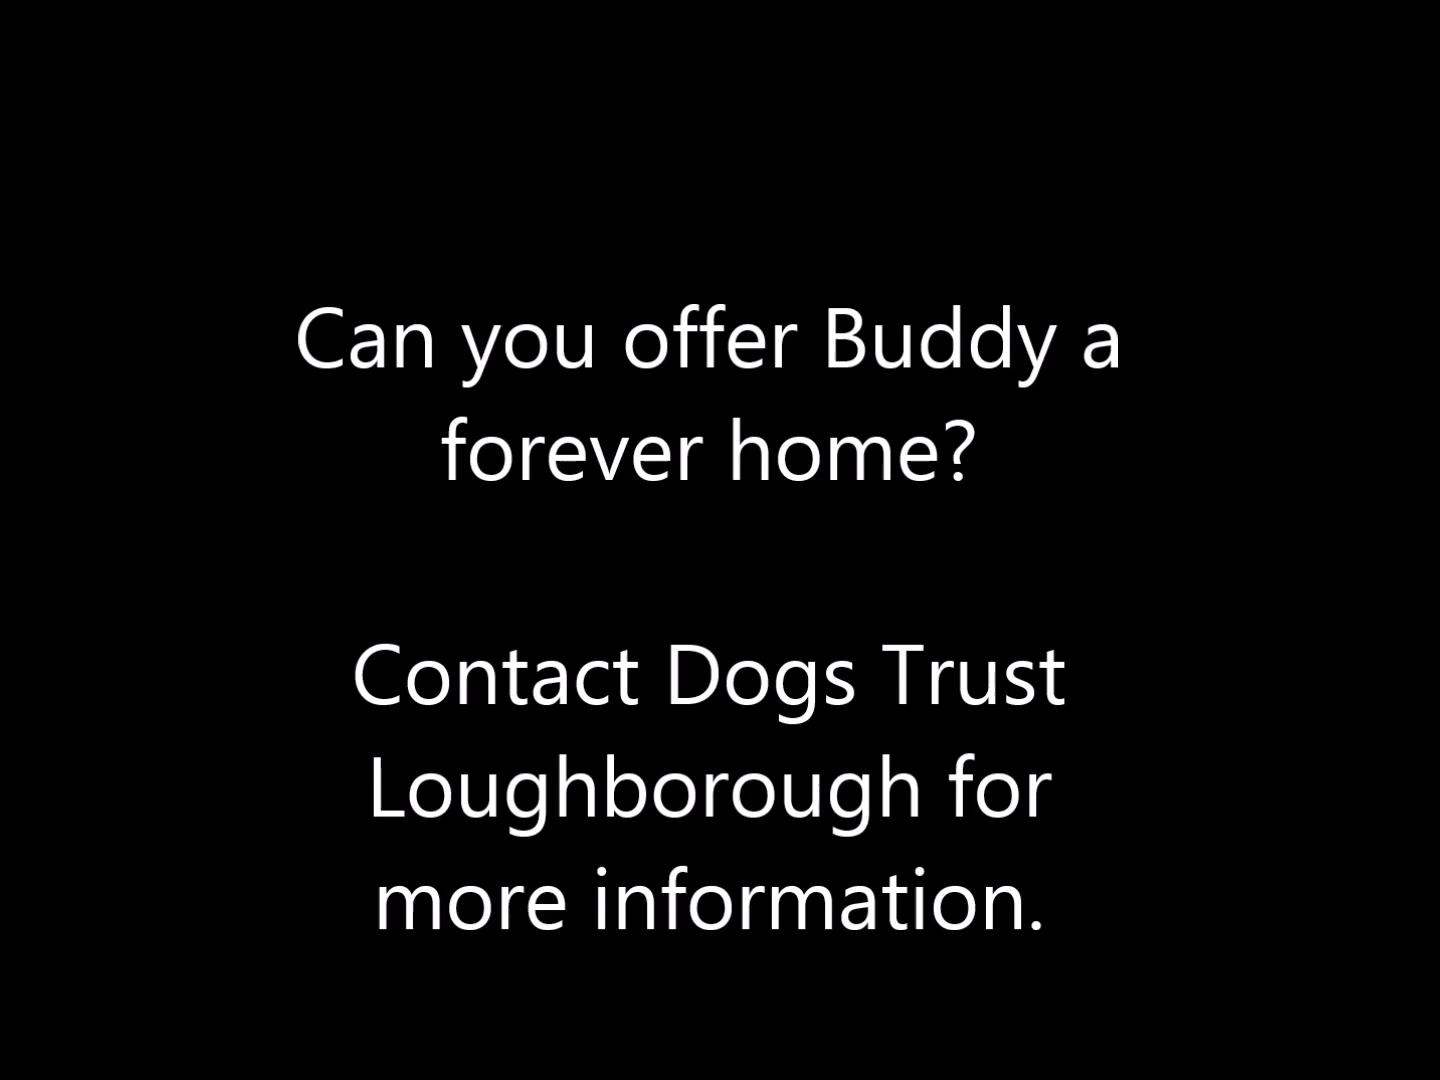 Can you offer Buddy a
forever home?
Contact Dogs Trust
Loughborough for
more information.